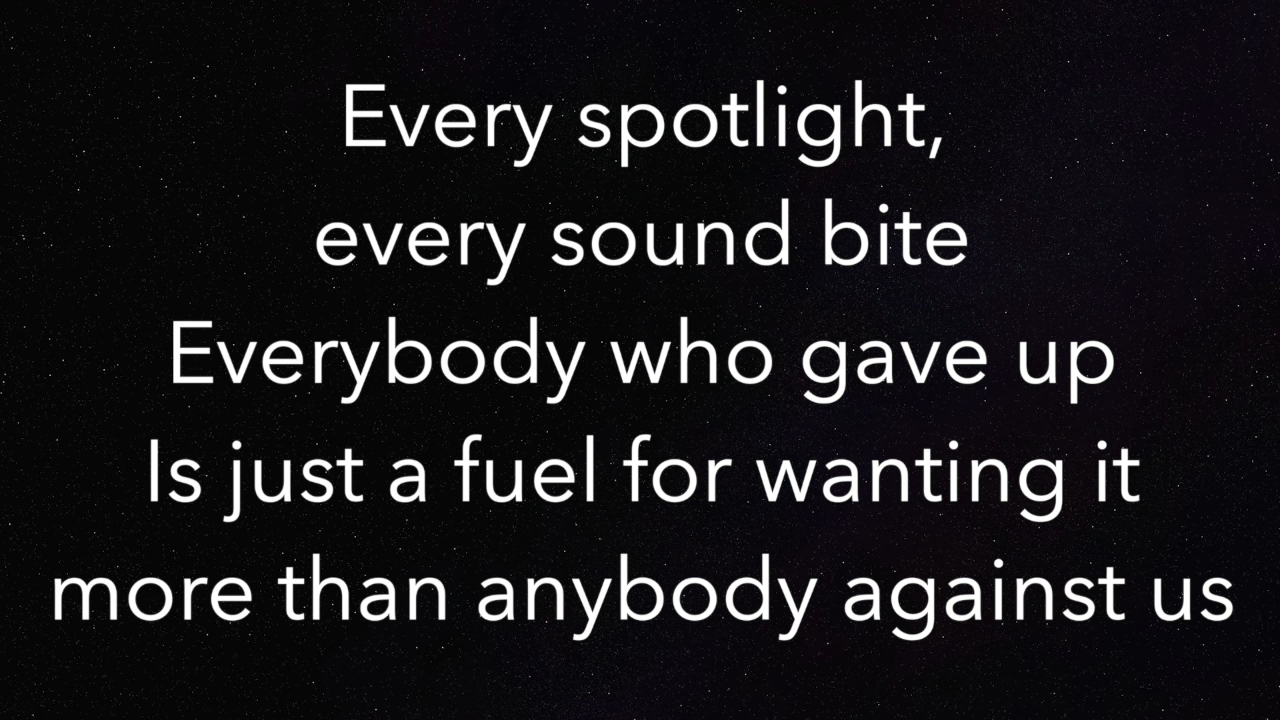 Every spotlight,
every sound bite
Everybody who gave up
Is just a fuel for wanting it
more than anybody against us